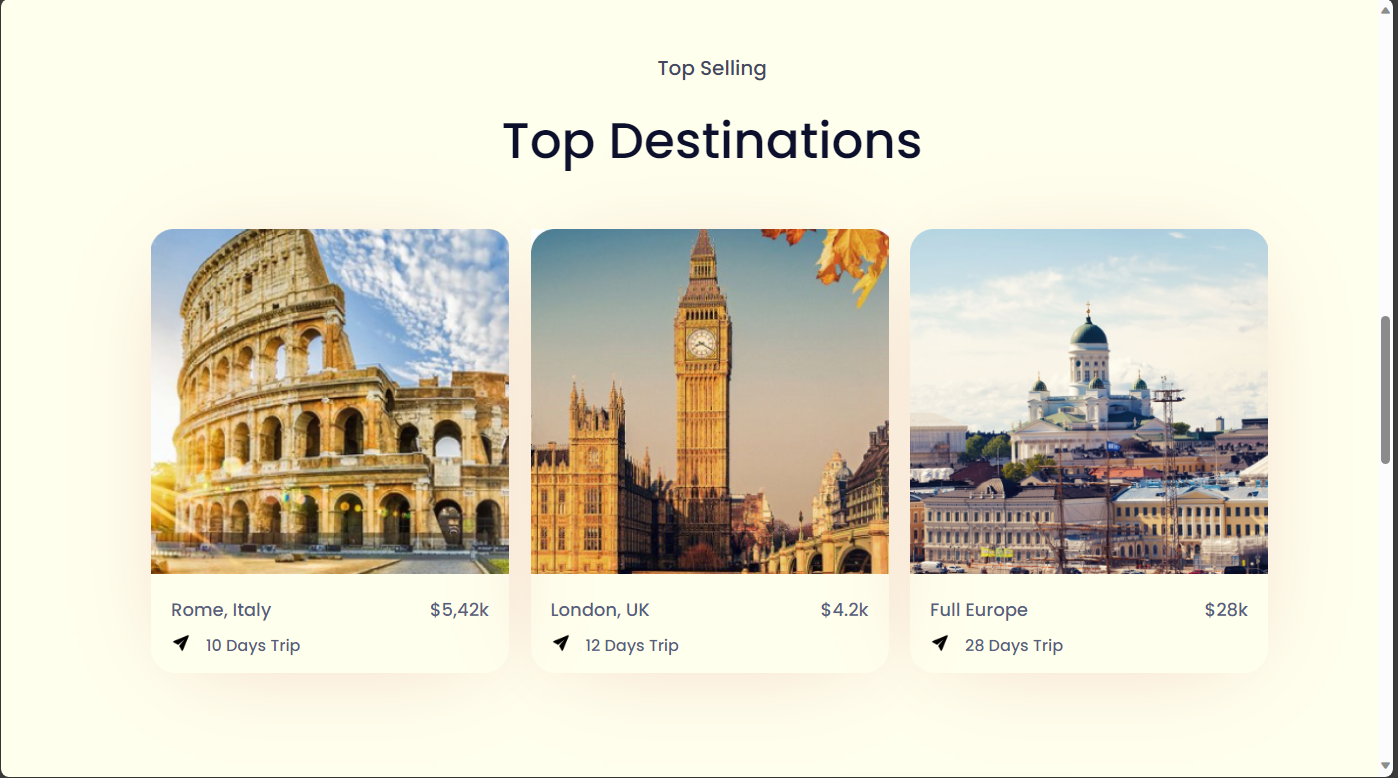 Top Selling
Top Destinations
Rome, Italy
$5,42k
10 Days Trip
London, UK
$4.2k
12 Days Trip
Full Europe
$28k
28 Days Trip